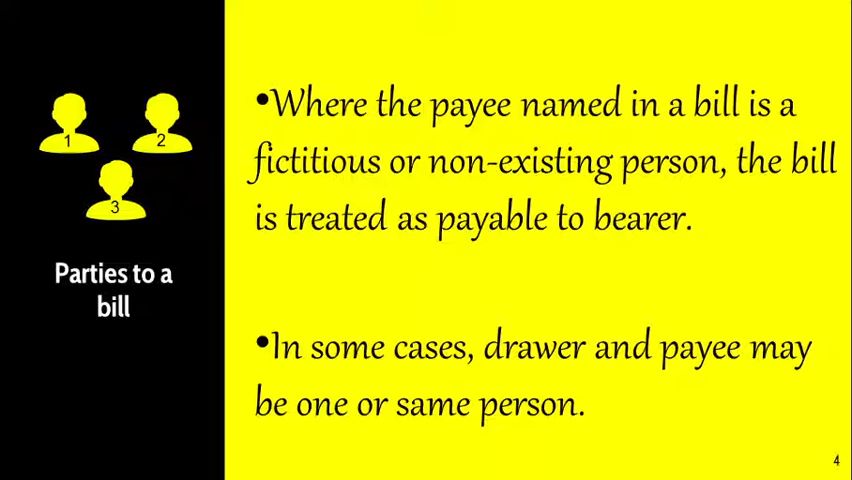 1
2
3
Parties to a
bill
•Where the payee named in a bill is a
fictitious or non-existing person, the bill
is treated as payable to bearer.
•In some cases, drawer and payee may
be one or same person.
4